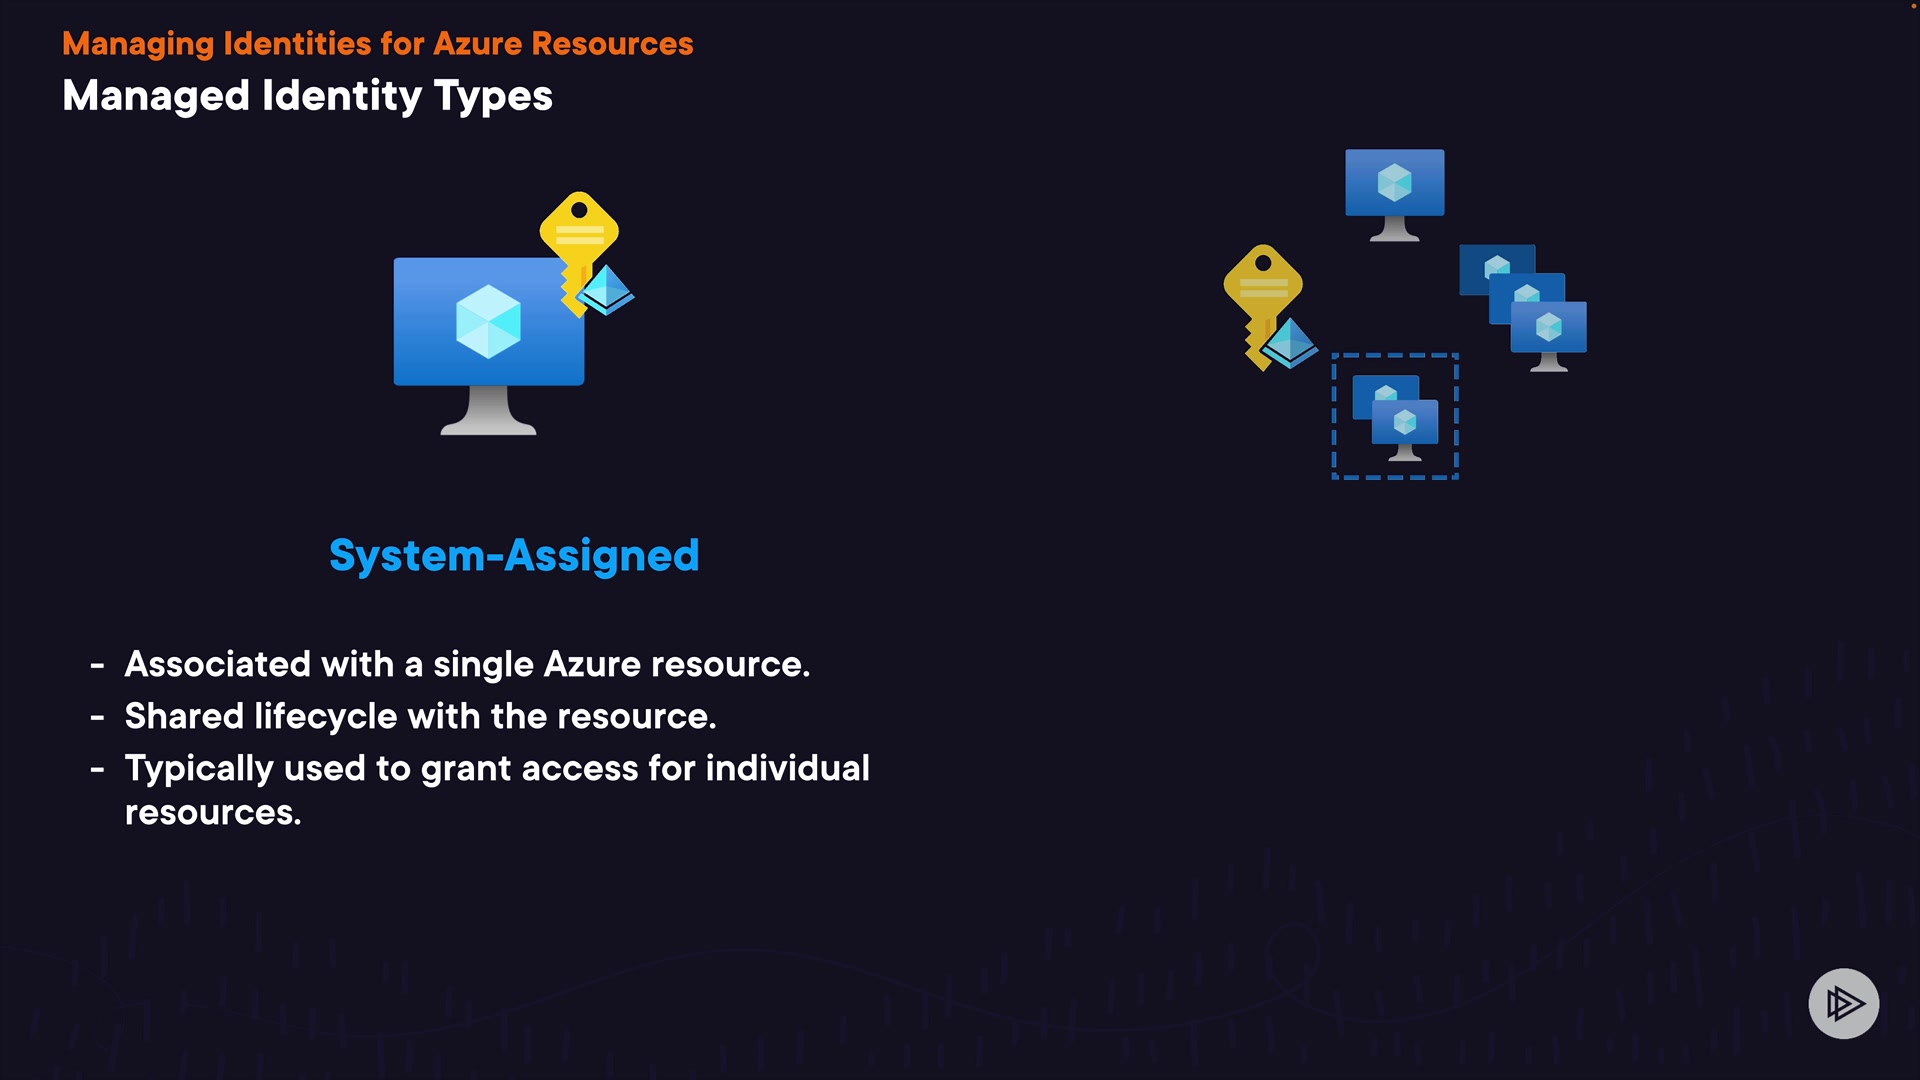 Managing Identities for Azure Resources
Managed Identity Types
System-Assigned
- Associated with a single Azure resource.
- Shared lifecycle with the resource.
- Typically used to grant access for individual
resources.